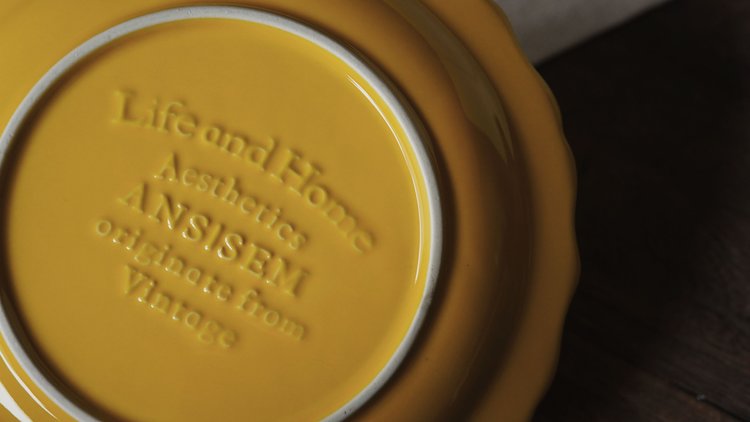 Life and Home
Aesthetics
ANSISEM
originate from
Vintage